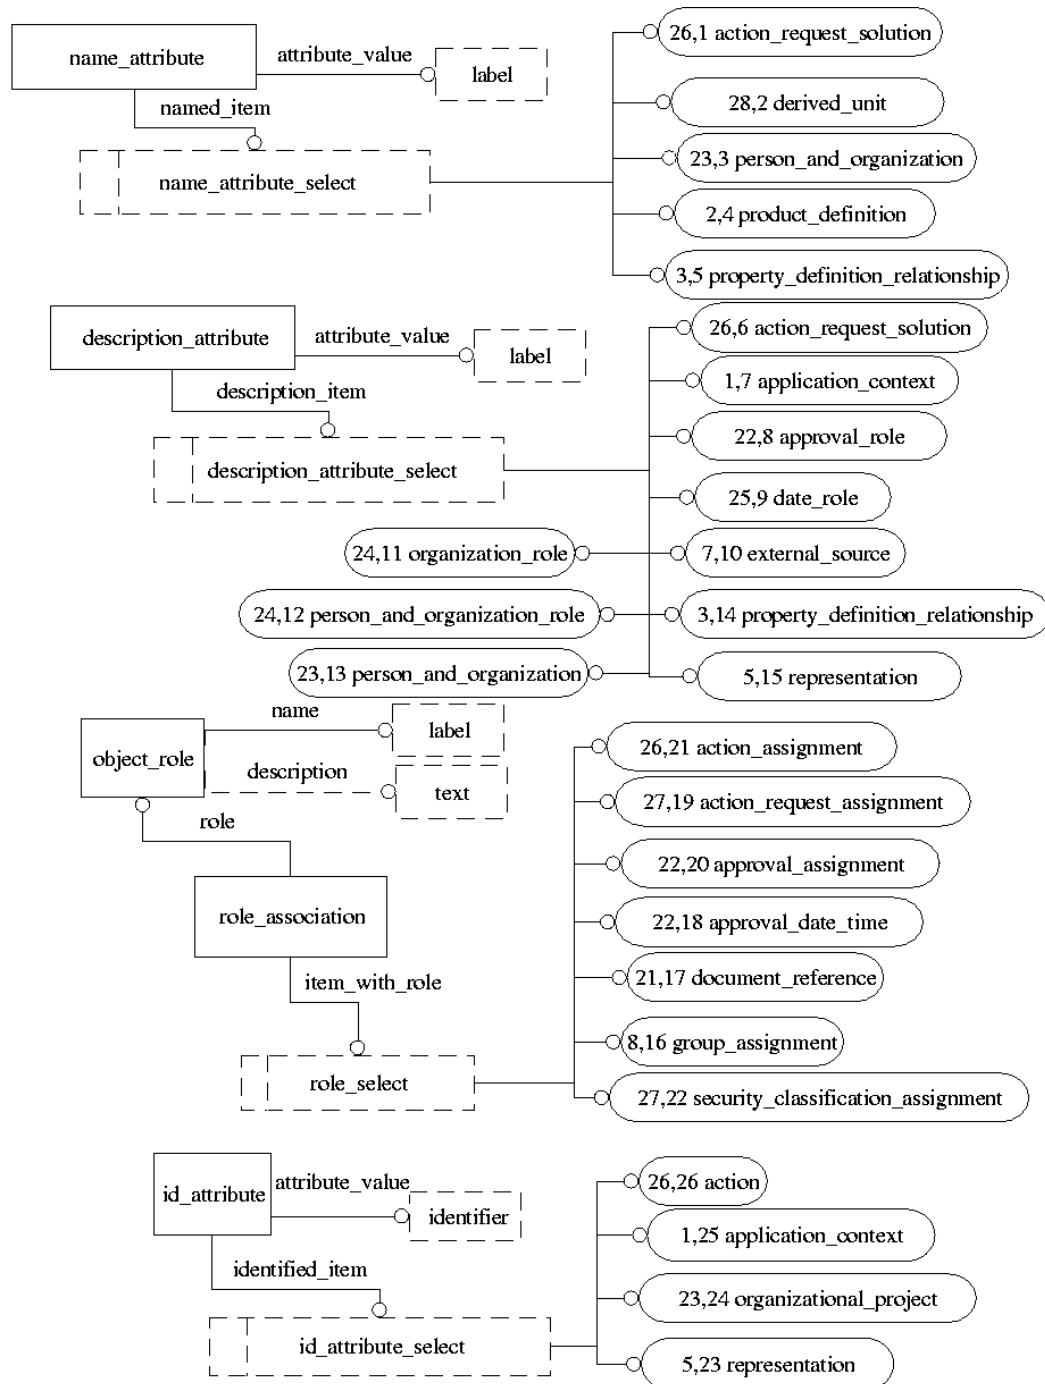 name_attribute
attribute_value
label
named_item
name_attribute_select
26,1 action_request_solution
28,2 derived_unit
23,3 person_and_organization
2,4 product_definition
3,5 property_definition_relationship
description_attribute
attribute_value
label
description_item
description_attribute_select
26,6 action_request_solution
1,7 application_context
22,8 approval_role
25,9 date_role
24,11 organization_role
7,10 external_source
24,12 person_and_organization_role
3,14 property_definition_relationship
23,13 person_and_organization
5,15 representation
object_role
name
label
description
text
role
role_association
item_with_role
role_select
26,21 action_assignment
27,19 action_request_assignment
22,20 approval_assignment
22,18 approval_date_time
21,17 document_reference
8,16 group_assignment
27,22 security_classification_assignment
id_attribute
attribute_value
identifier
identified_item
id_attribute_select
26,26 action
1,25 application_context
23,24 organizational_project
5,23 representation